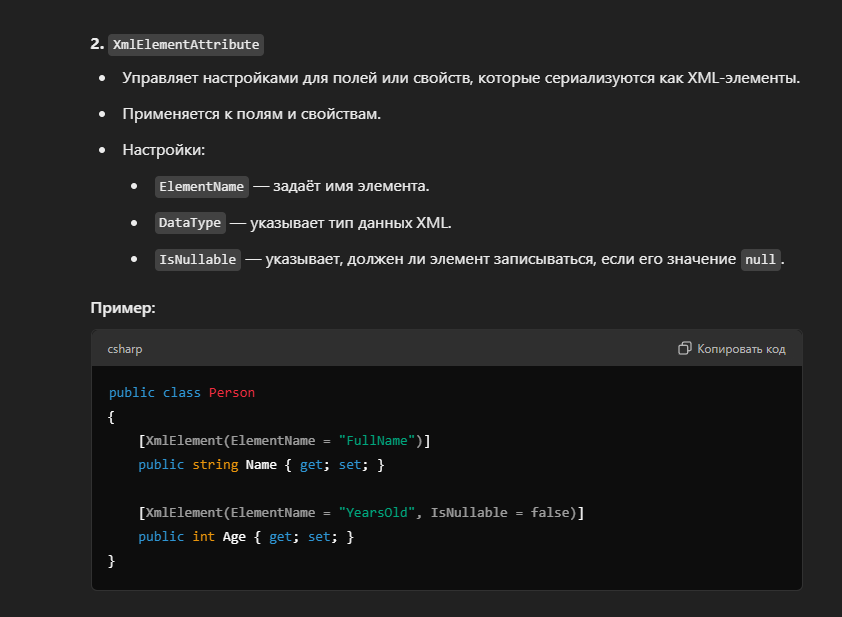 2. XmlElementAttribute
• Управляет настройками для полей или свойств, которые сериализуются как XML-элементы.
• Применяется к полям и свойствам.
• Настройки:
• ElementName — задаёт имя элемента.
• DataType — указывает тип данных XML.
• IsNullable — указывает, должен ли элемент записываться, если его значение null.
Пример:
csharp Копировать код
public class Person
{
    [XmlElement(ElementName = "FullName")]
    public string Name { get; set; }

    [XmlElement(ElementName = "YearsOld", IsNullable = false)]
    public int Age { get; set; }
}